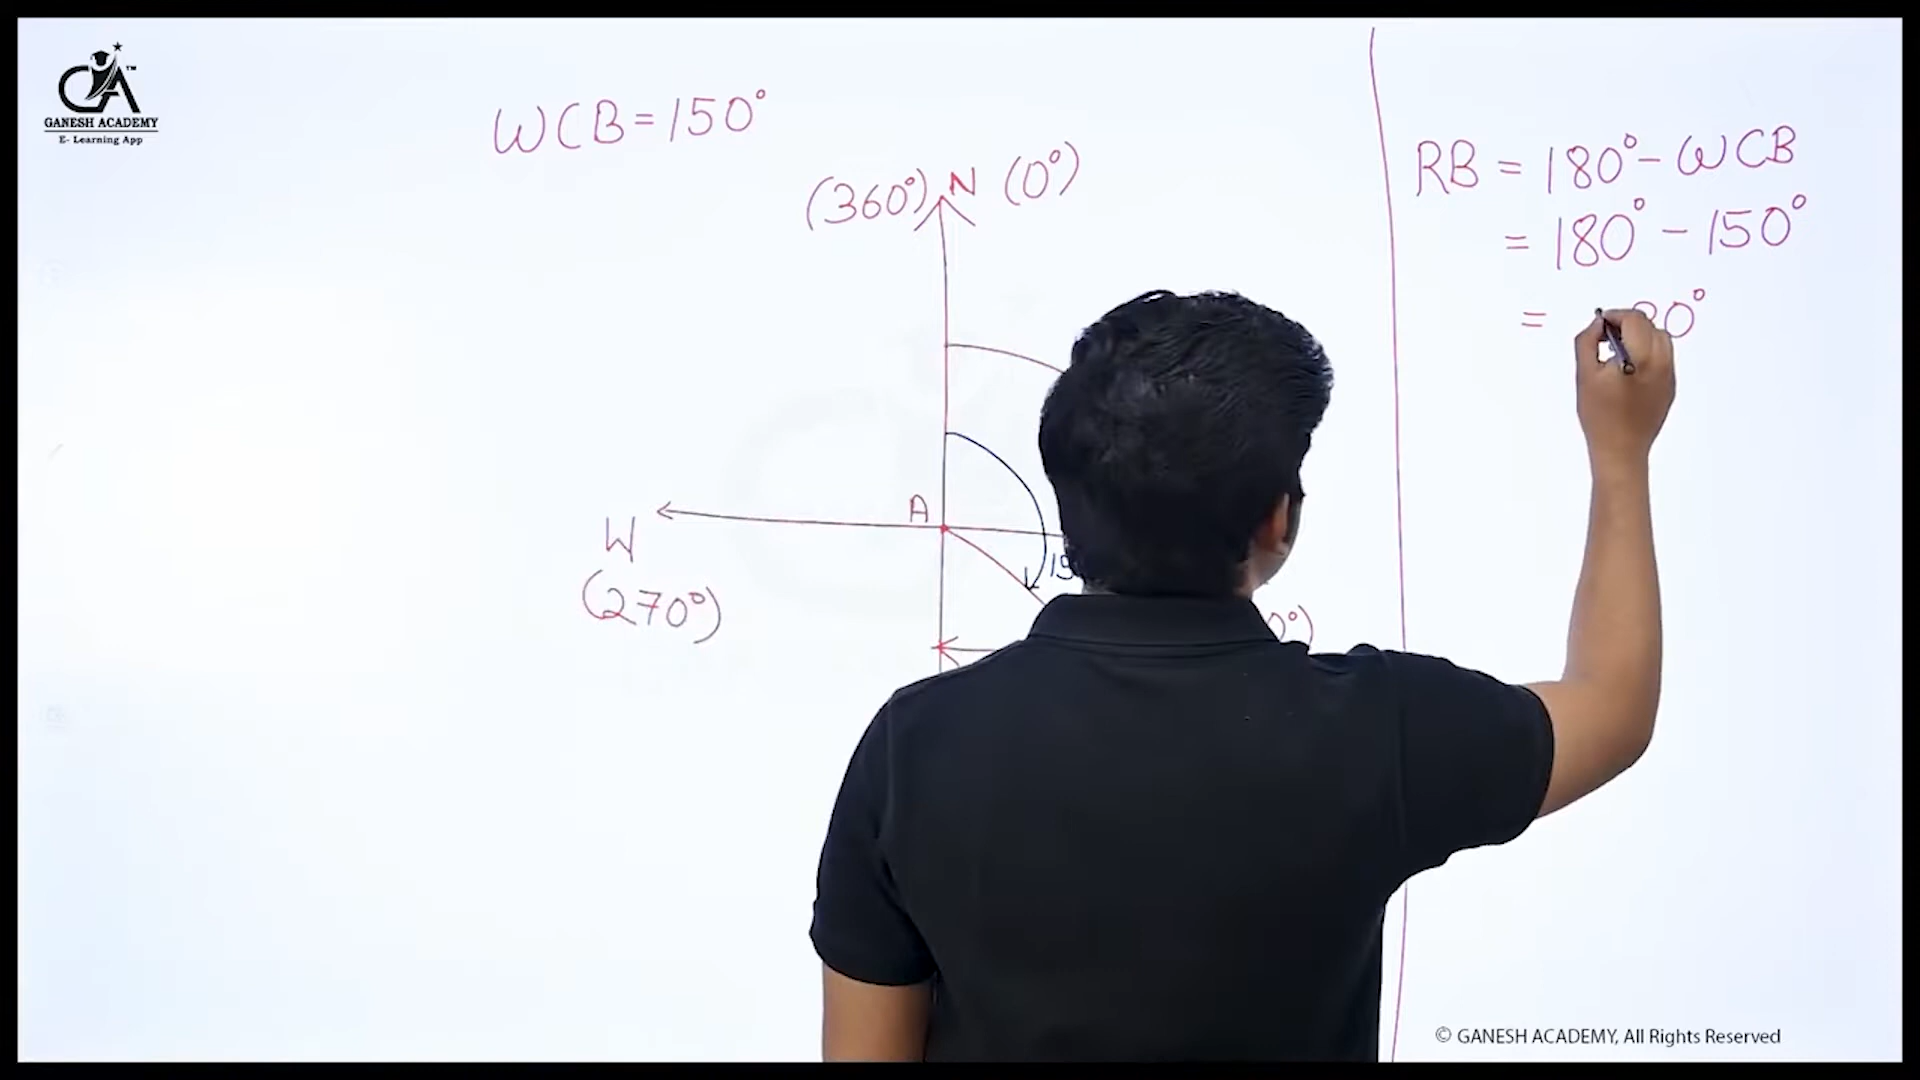 GANESH ACADEMY
E- Learning App
WCB = 150°
(360°) N (0°)
A
W
(270°)
RB = 180° - WCB
= 180° - 150°
= 30°
© GANESH ACADEMY, All Rights Reserved